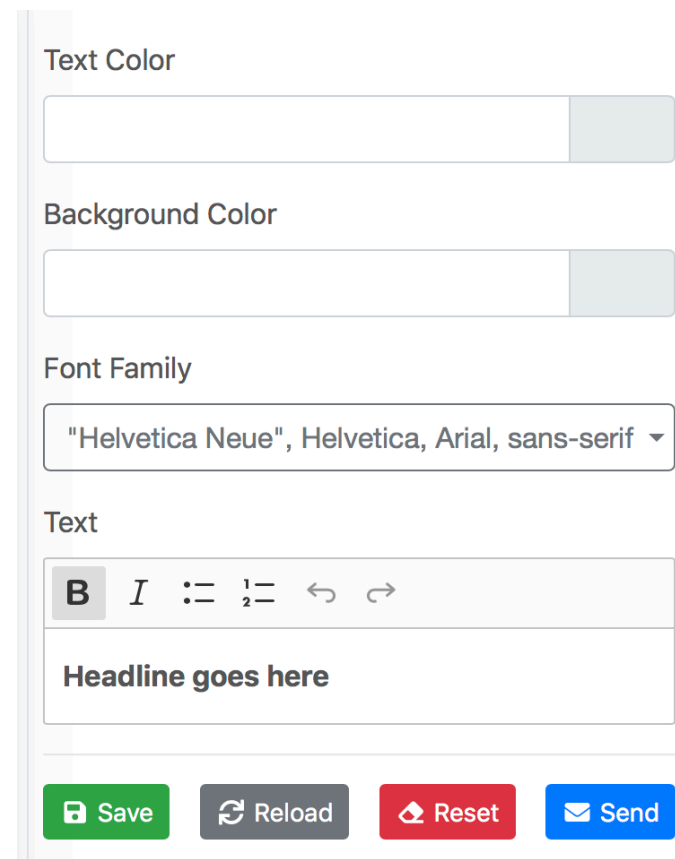 Text Color
Background Color
Font Family
"Helvetica Neue", Helvetica, Arial, sans-serif
Text
B I
Headline goes here
Save Reload Reset Send